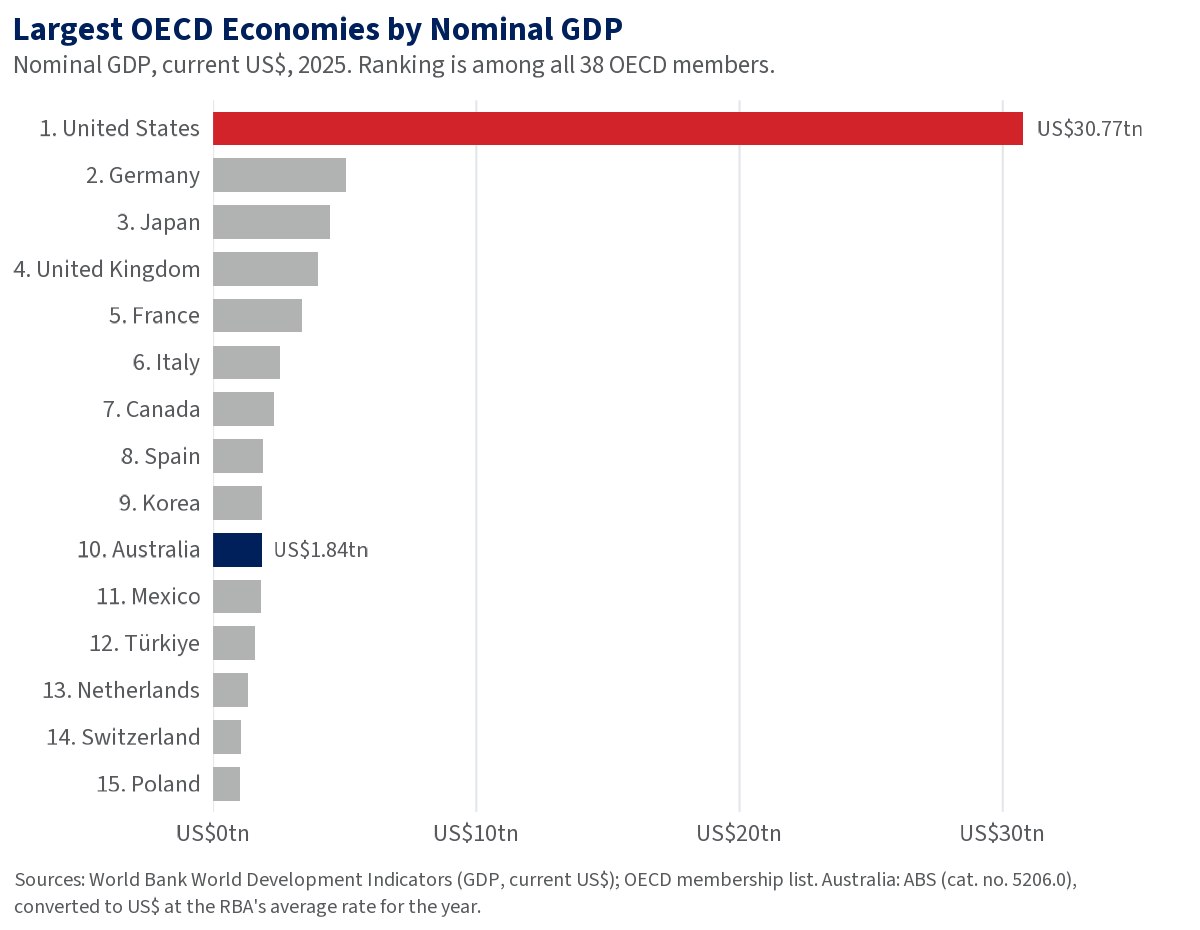 Largest OECD Economies by Nominal GDP
Nominal GDP, current US$, 2025. Ranking is among all 38 OECD members.
1. United States
US$30.77tn
2. Germany
3. Japan
4. United Kingdom
5. France
6. Italy
7. Canada
8. Spain
9. Korea
10. Australia
US$1.84tn
11. Mexico
12. Türkiye
13. Netherlands
14. Switzerland
15. Poland
US$0tn
US$10tn
US$20tn
US$30tn
Sources: World Bank World Development Indicators (GDP, current US$); OECD membership list. Australia: ABS (cat. no. 5206.0),
converted to US$ at the RBA's average rate for the year.